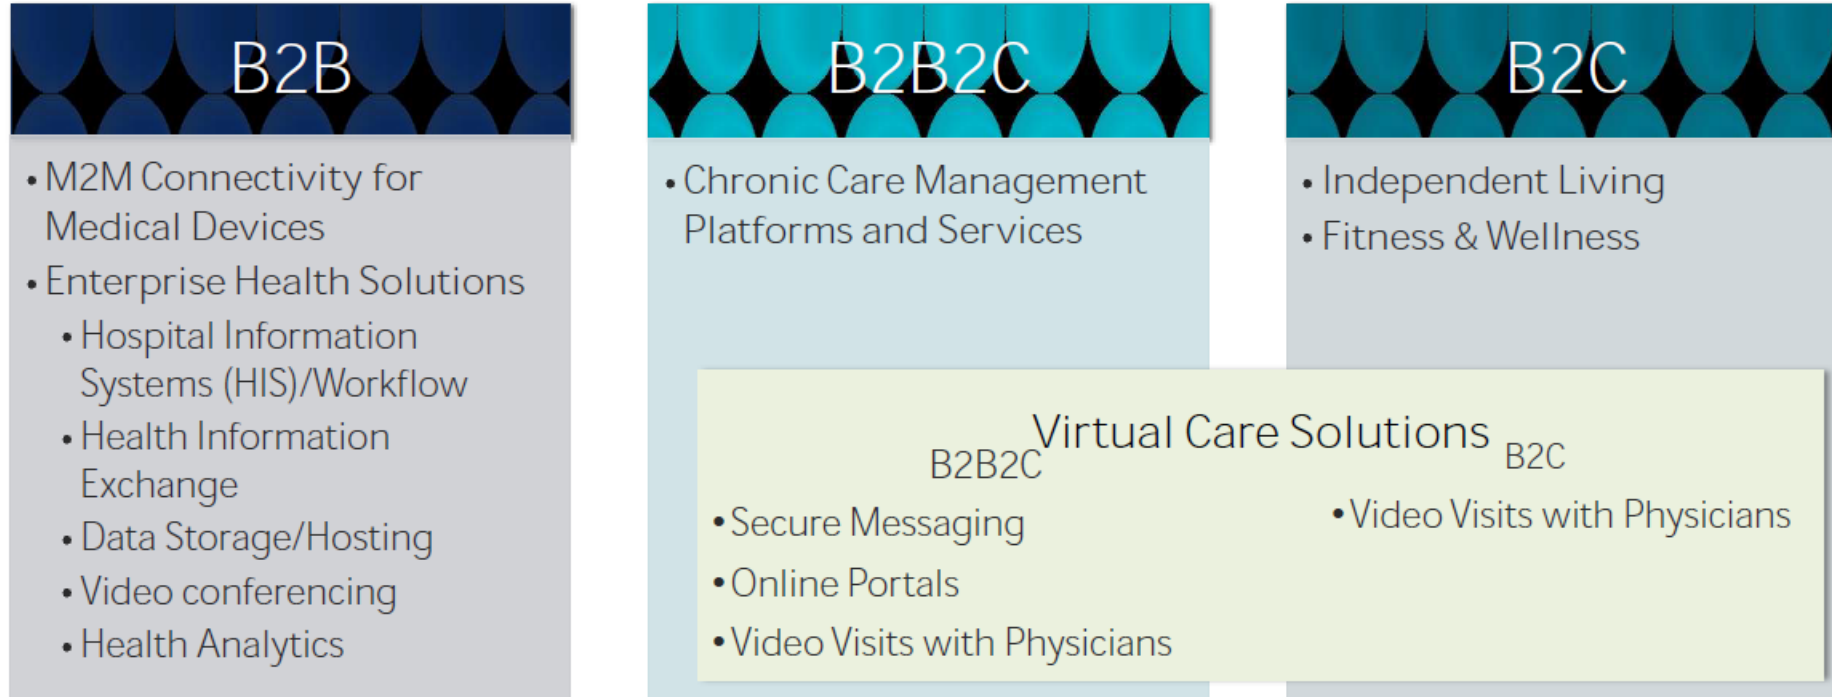 B2B
• M2M Connectivity for
Medical Devices
• Enterprise Health Solutions
• Hospital Information
Systems (HIS)/Workflow
• Health Information
Exchange
• Data Storage/Hosting
• Video conferencing
• Health Analytics
B2B2C
• Chronic Care Management
Platforms and Services
B2C
• Independent Living
• Fitness & Wellness
Virtual Care Solutions
B2B2C
• Secure Messaging
• Online Portals
• Video Visits with Physicians
B2C
• Video Visits with Physicians